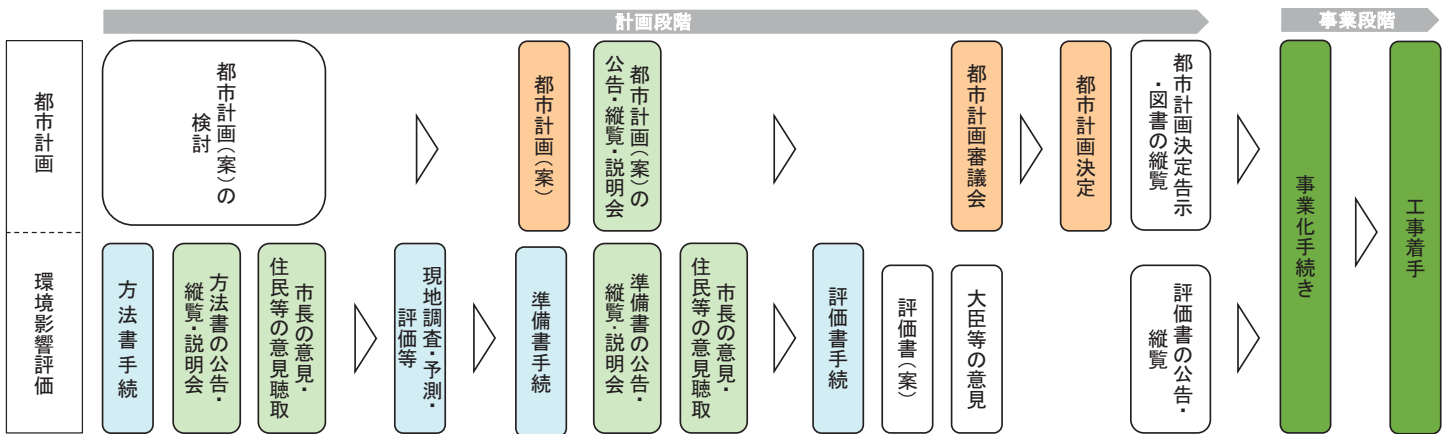 計画段階
事業段階
都市計画
都市計画（案）の
検討
都市計画（案）
都市計画（案）の
公告・縦覧・説明会
都市計画審議会
都市計画決定
都市計画決定告示
・図書の縦覧
事業化手続き
工事着手
環境影響評価
方法書手続
方法書の公告・
縦覧・説明会
市長の意見・
住民等の意見聴取
現地調査・予測・
評価等
準備書手続
準備書の公告・
縦覧・説明会
市長の意見・
住民等の意見聴取
評価書手続
評価書（案）
大臣等の意見
評価書の公告・
縦覧